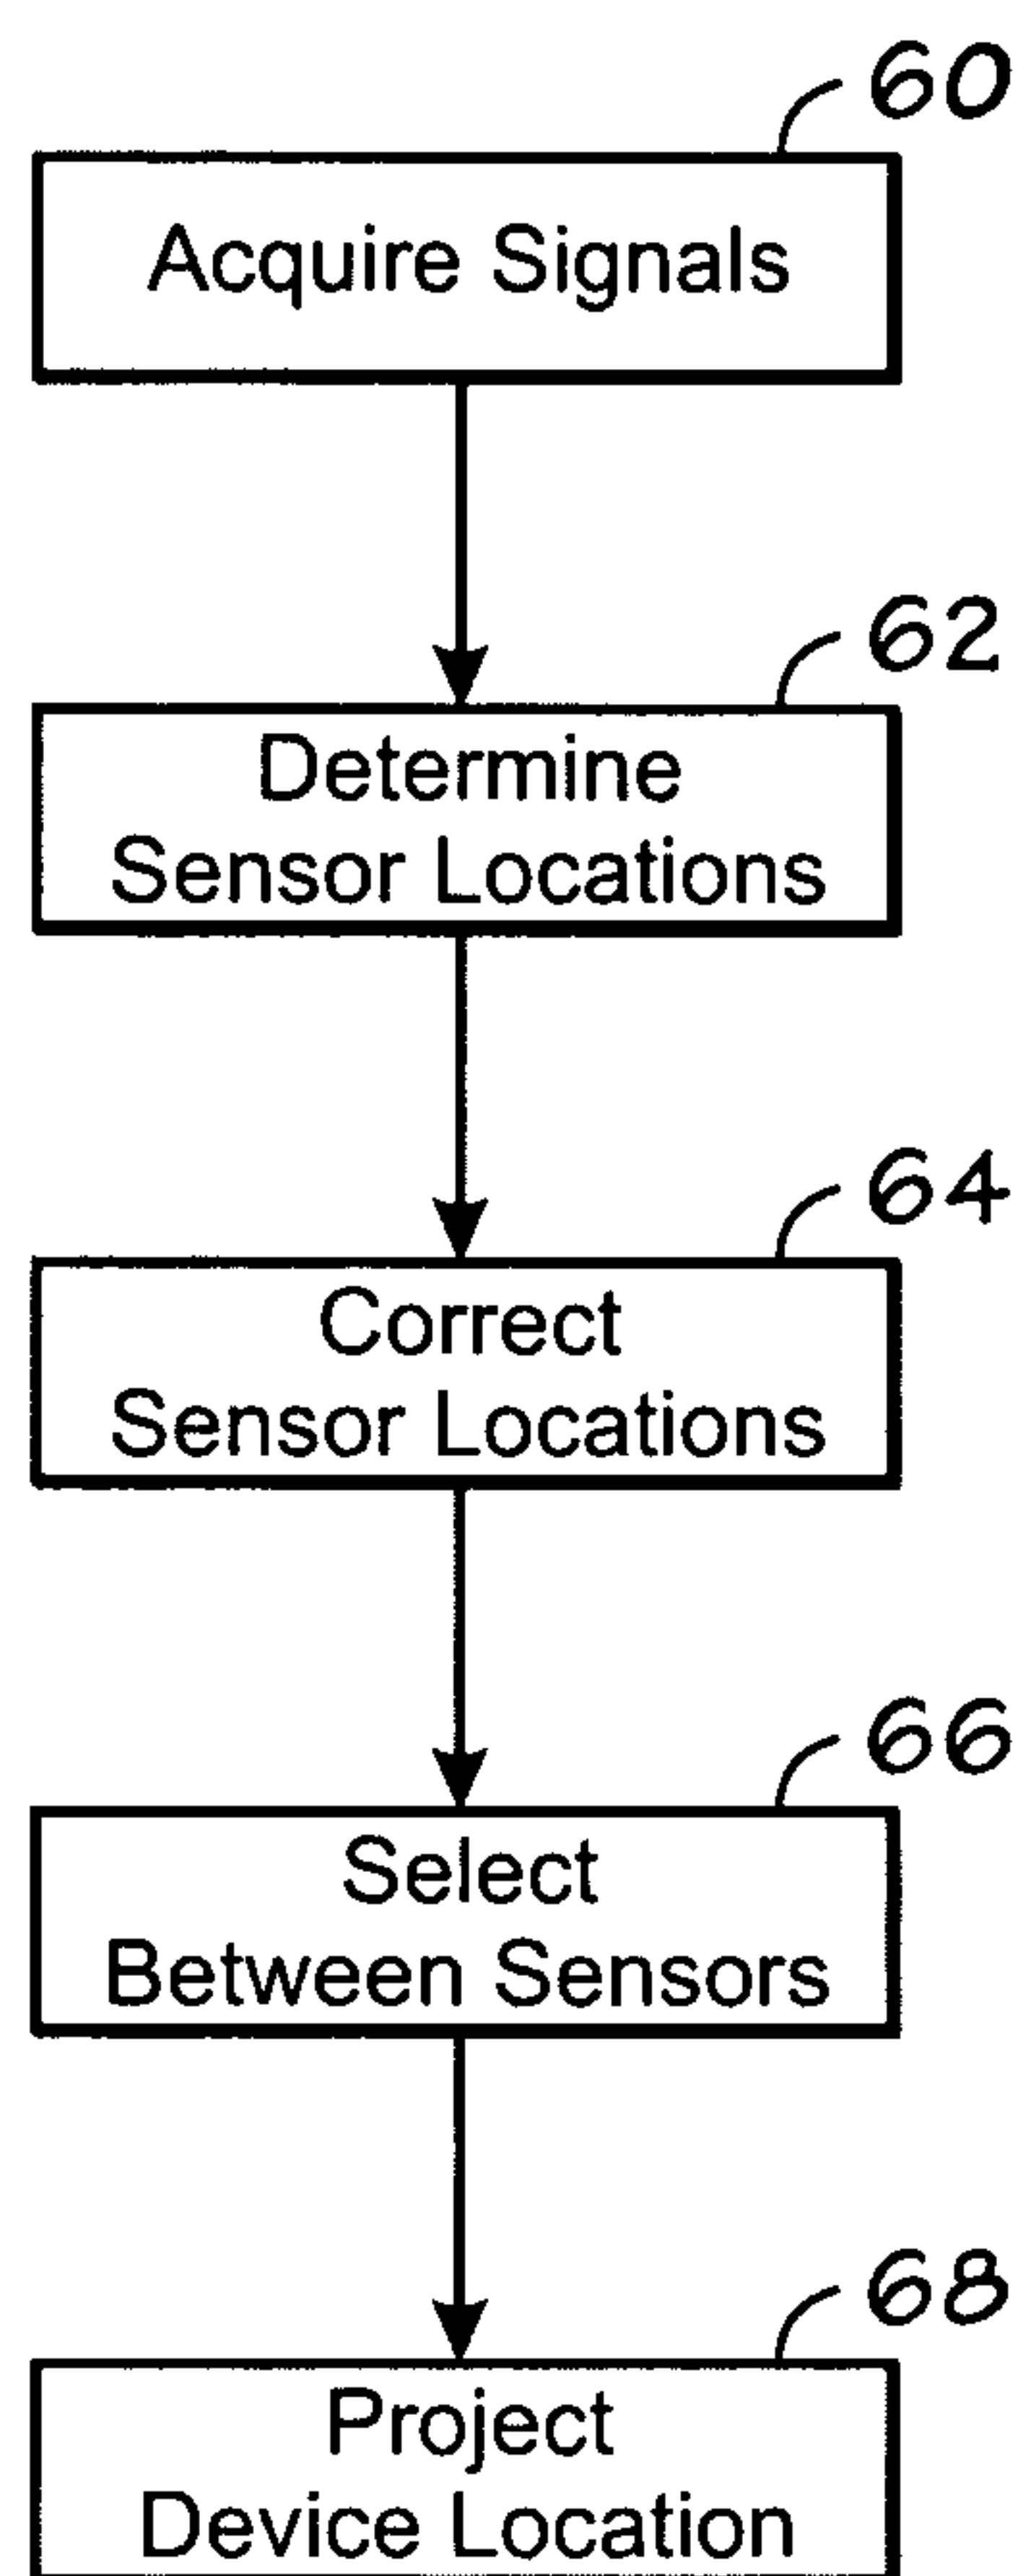 60
Acquire Signals
62
Determine
Sensor Locations
64
Correct
Sensor Locations
66
Select
Between Sensors
68
Project
Device Location